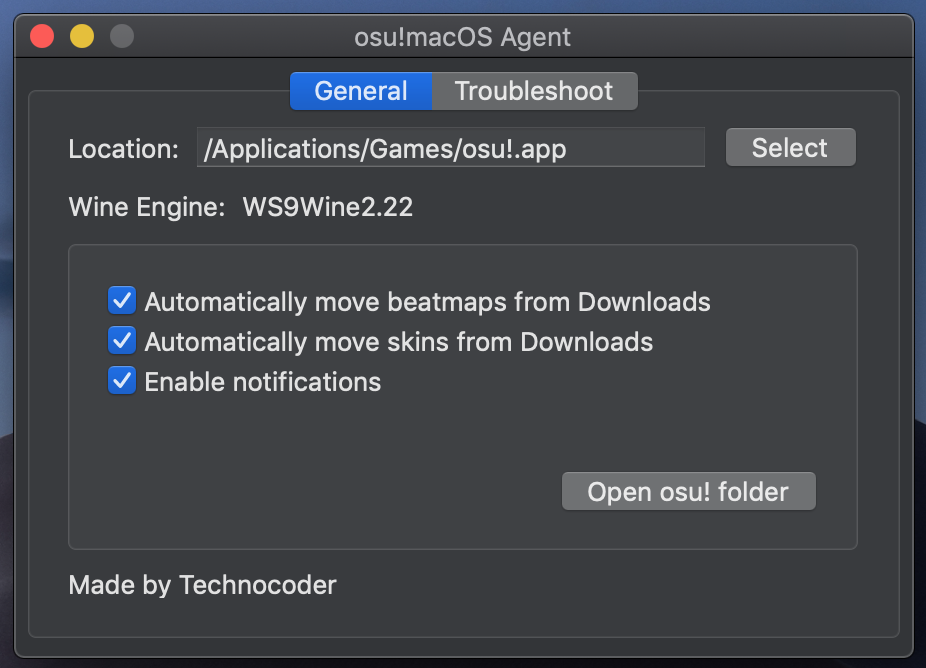 osu!macOS Agent
General Troubleshoot
Location: /Applications/Games/osu!.app Select
Wine Engine: WS9Wine2.22
Automatically move beatmaps from Downloads
Automatically move skins from Downloads
Enable notifications
Open osu! folder
Made by Technocoder